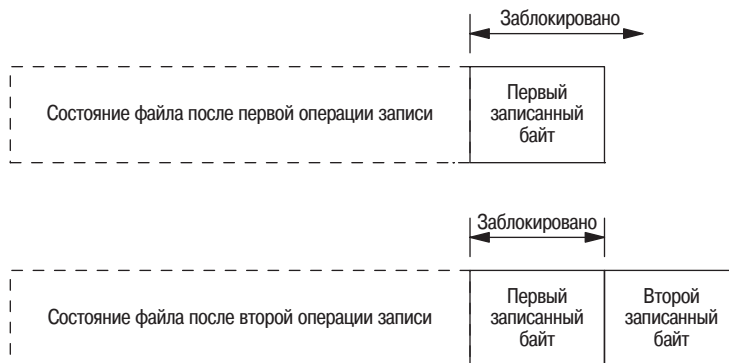 Заблокировано
Состояние файла после первой операции записи
Первый
записанный
байт
Заблокировано
Состояние файла после второй операции записи
Первый
записанный
байт
Второй
записанный
байт